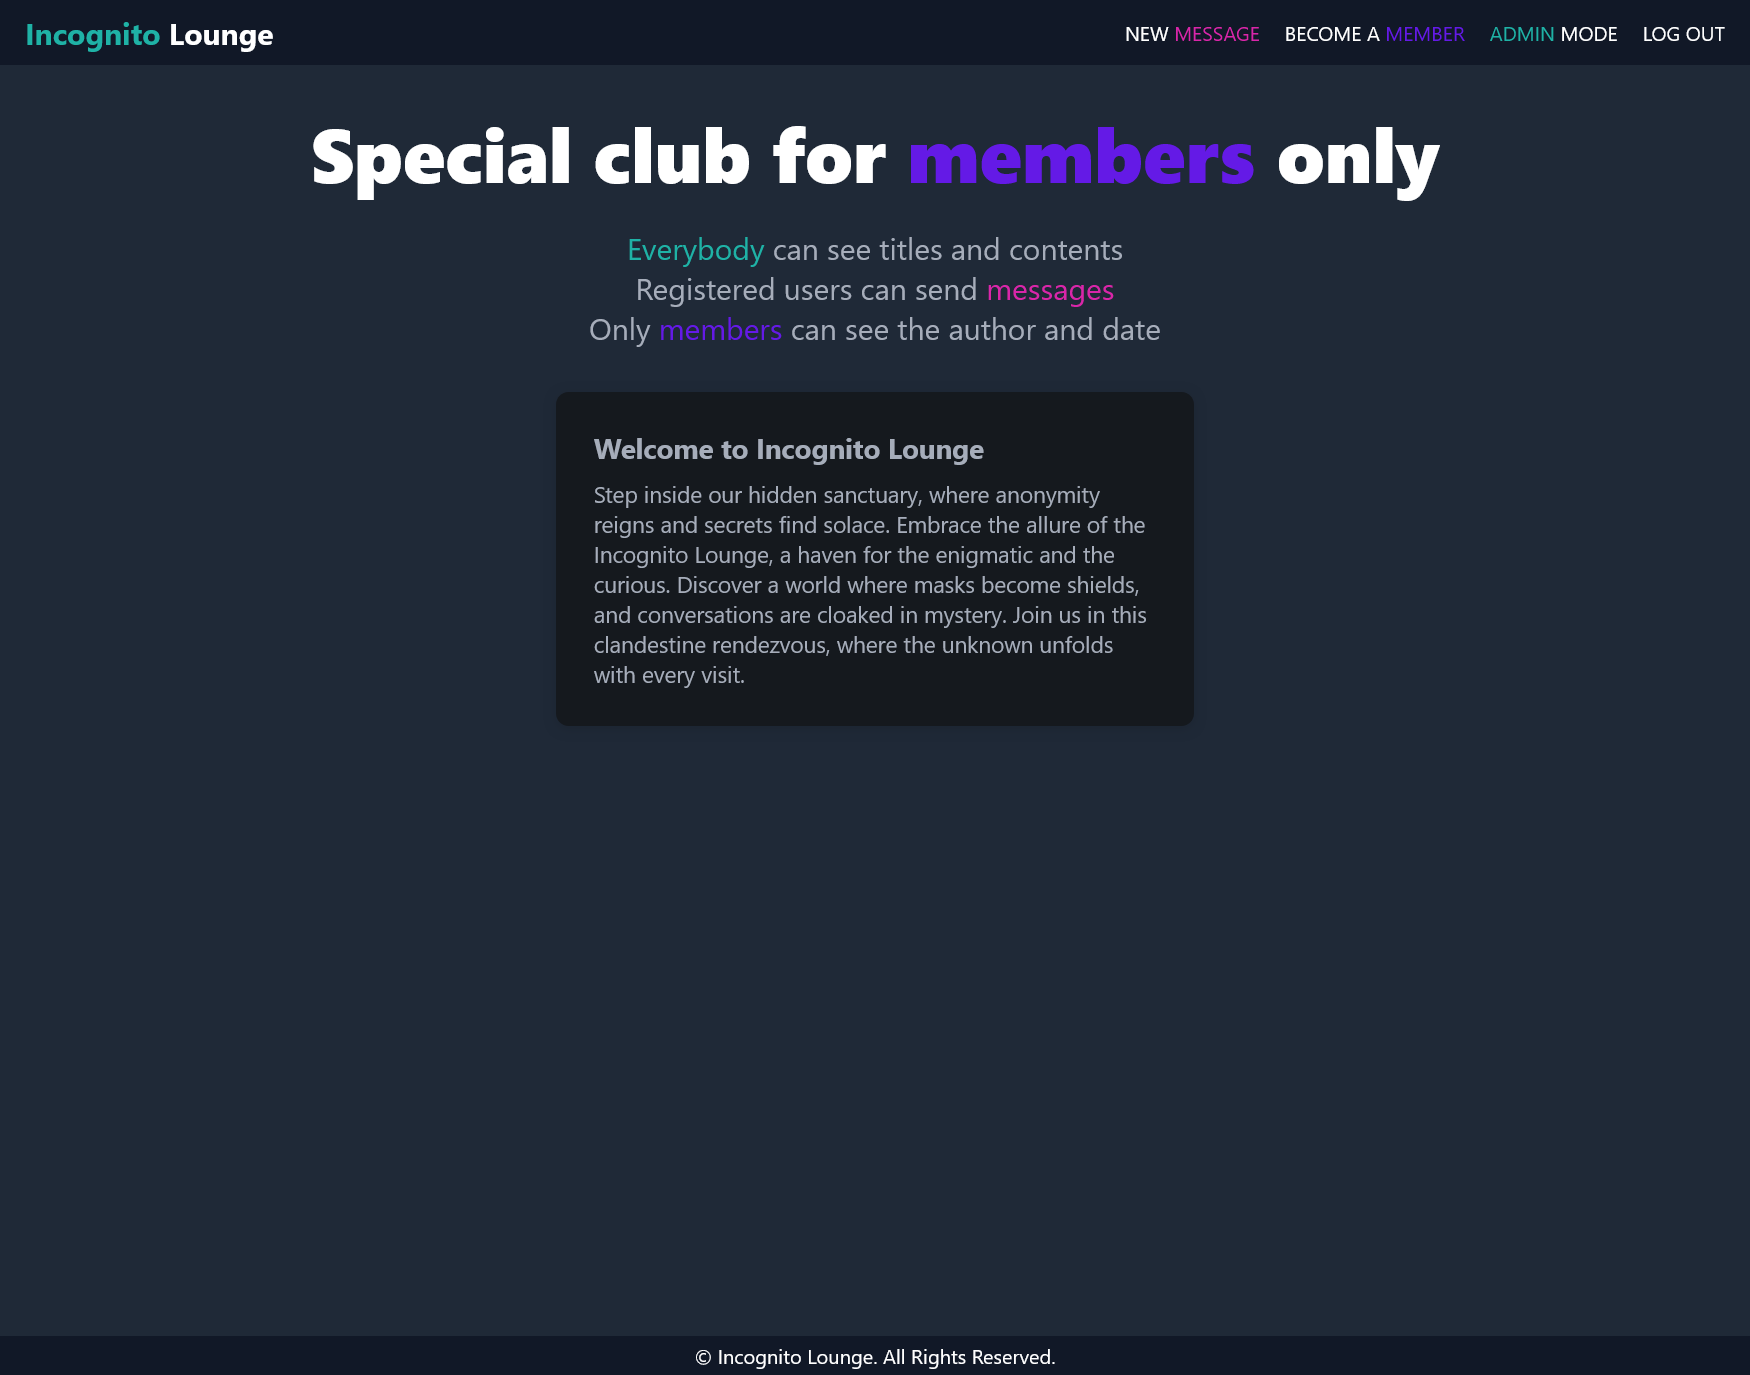 Incognito Lounge
NEW MESSAGE BECOME A MEMBER ADMIN MODE LOG OUT
Special club for members only
Everybody can see titles and contents
Registered users can send messages
Only members can see the author and date
Welcome to Incognito Lounge
Step inside our hidden sanctuary, where anonymity
reigns and secrets find solace. Embrace the allure of the
Incognito Lounge, a haven for the enigmatic and the
curious. Discover a world where masks become shields,
and conversations are cloaked in mystery. Join us in this
clandestine rendezvous, where the unknown unfolds
with every visit.
© Incognito Lounge. All Rights Reserved.